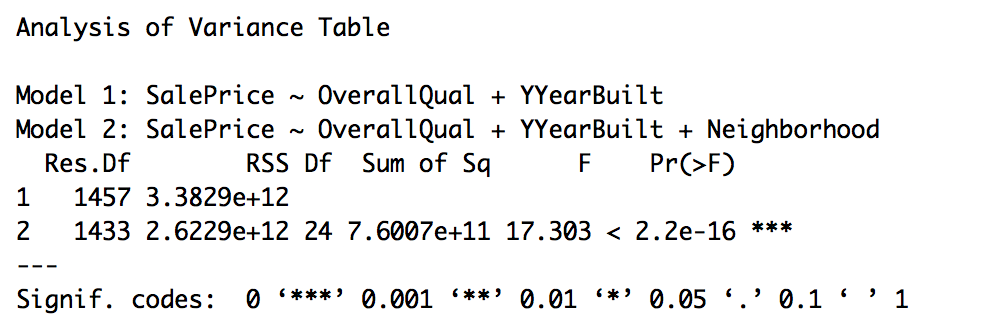 Analysis of Variance Table
Model 1: SalePrice ~ OverallQual + YYearBuilt
Model 2: SalePrice ~ OverallQual + YYearBuilt + Neighborhood
  Res.Df        RSS Df  Sum of Sq      F    Pr(>F)
1   1457 3.3829e+12
2   1433 2.6229e+12 24 7.6007e+11 17.303 < 2.2e-16 ***
---
Signif. codes:  0 ‘***’ 0.001 ‘**’ 0.01 ‘*’ 0.05 ‘.’ 0.1 ‘ ’ 1